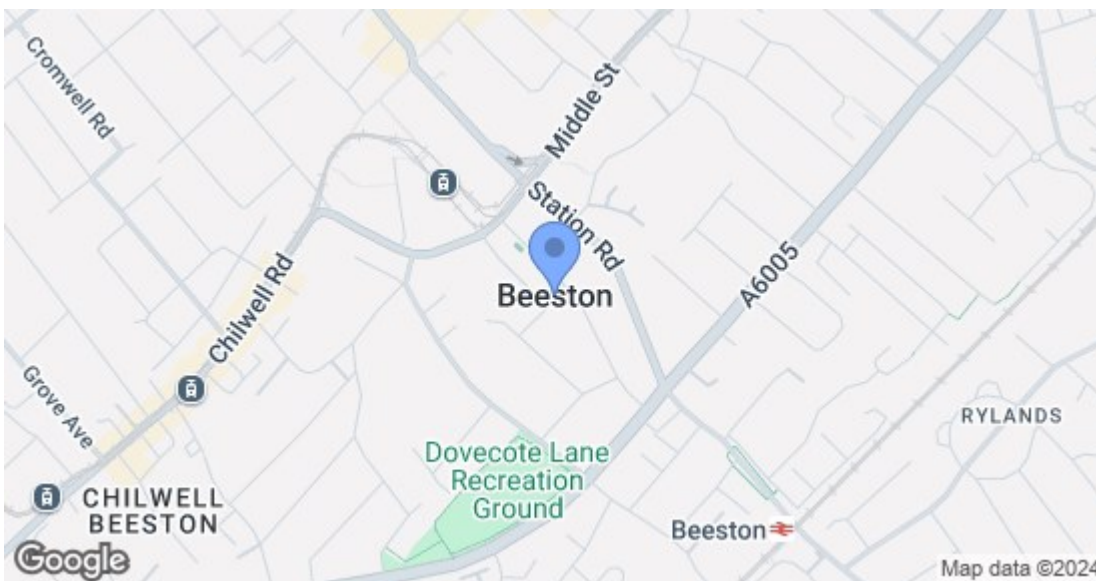 Cromwell Rd
Middle St
Station Rd
Beeston
A6005
Chilwell Rd
Grove Ave
RYLANDS
Dovecote Lane
Recreation
Ground
CHILWELL
BEESTON
Beeston
Google
Map data ©2024